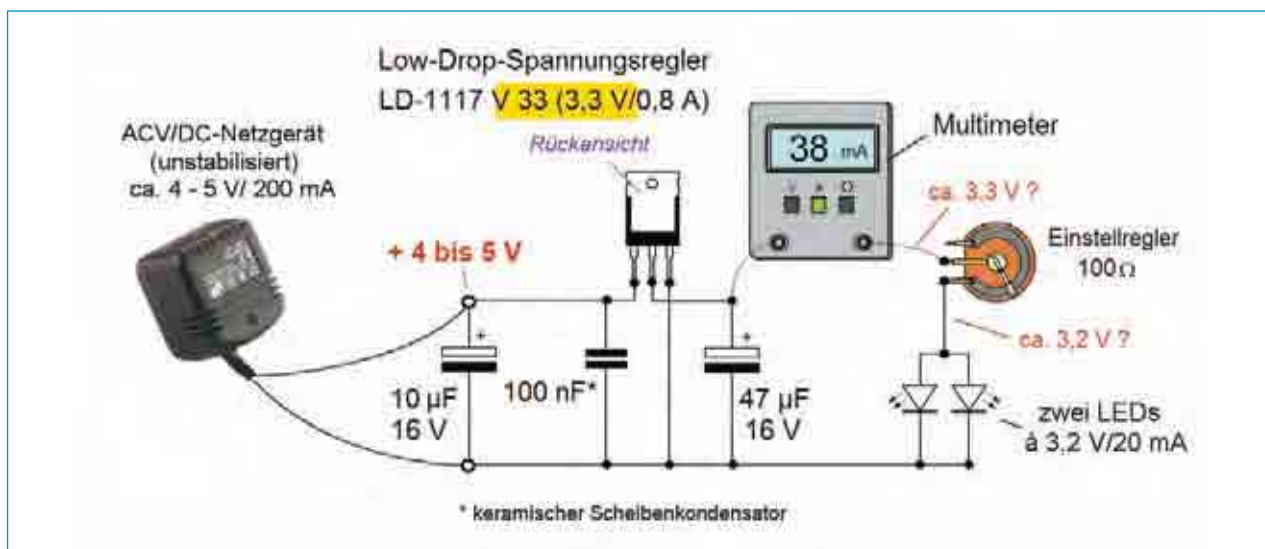 Low-Drop-Spannungsregler
LD-1117 V 33 (3,3 V/0,8 A)
Rückansicht
ACV/DC-Netzgerät
(unstabilisiert)
ca. 4 - 5 V/ 200 mA
38 mA
Multimeter
V A Ω
ca. 3,3 V ?
+ 4 bis 5 V
Einstellregler
100 Ω
ca. 3,2 V ?
+
+
10 µF
16 V
100 nF*
47 µF
16 V
zwei LEDs
à 3,2 V/20 mA
* keramischer Scheibenkondensator